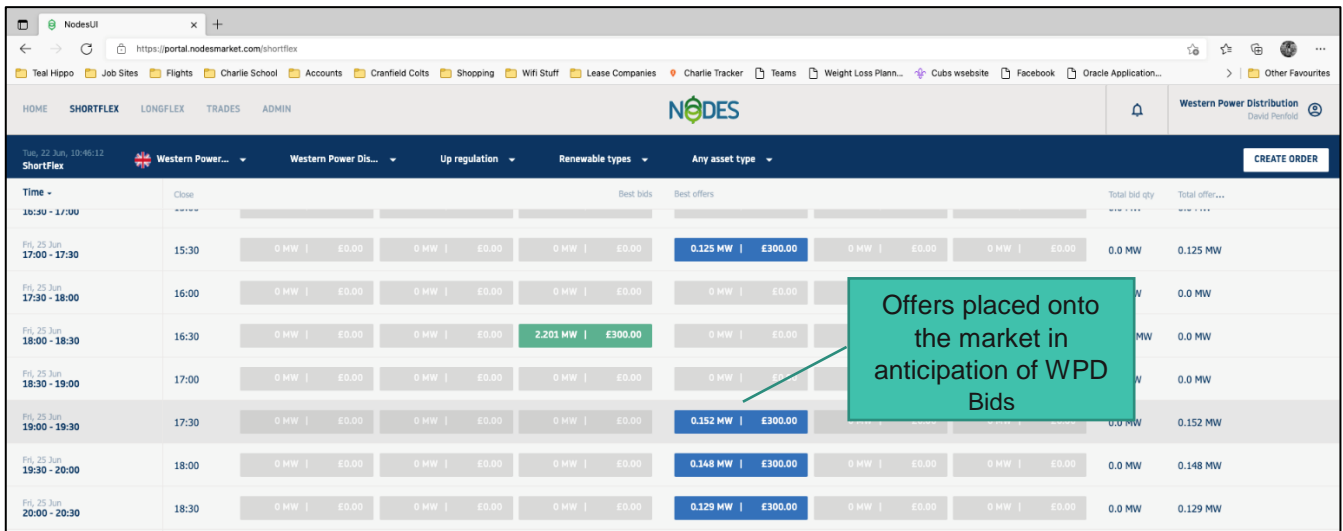 NodesUI
https://portal.nodesmarket.com/shortflex
Teal Hippo Job Sites Flights Charlie School Accounts Cranfield Colts Shopping Wifi Stuff Lease Companies Charlie Tracker Teams Weight Loss Plann... Cubs wsebsite Facebook Oracle Application... Other Favourites
HOME SHORTFLEX LONGFLEX TRADES ADMIN NODES Western Power Distribution
David Penfold
Tue, 22 Jun, 10:46:12
ShortFlex Western Power... Western Power Dis... Up regulation Renewable types Any asset type CREATE ORDER
Time Close Best bids Best offers Total bid qty Total offer...
16:30 - 17:00
Fri, 25 Jun
17:00 - 17:30 15:30 0 MW | £0.00 0 MW | £0.00 0 MW | £0.00 0.125 MW | £300.00 0 MW | £0.00 0 MW | £0.00 0.0 MW 0.125 MW
Fri, 25 Jun
17:30 - 18:00 16:00 0 MW | £0.00 0 MW | £0.00 0 MW | £0.00 0 MW | £0.00 0.0 MW
Fri, 25 Jun
18:00 - 18:30 16:30 0 MW | £0.00 0 MW | £0.00 2.201 MW | £300.00 0 MW | £0.00 MW 0.0 MW
Fri, 25 Jun
18:30 - 19:00 17:00 0 MW | £0.00 0 MW | £0.00 0 MW | £0.00 0 MW | £0.00 0.0 MW
Fri, 25 Jun
19:00 - 19:30 17:30 0 MW | £0.00 0 MW | £0.00 0 MW | £0.00 0.152 MW | £300.00 0.0 MW 0.152 MW
Fri, 25 Jun
19:30 - 20:00 18:00 0 MW | £0.00 0 MW | £0.00 0 MW | £0.00 0.148 MW | £300.00 0 MW | £0.00 0 MW | £0.00 0.0 MW 0.148 MW
Fri, 25 Jun
20:00 - 20:30 18:30 0 MW | £0.00 0 MW | £0.00 0 MW | £0.00 0.129 MW | £300.00 0 MW | £0.00 0 MW | £0.00 0.0 MW 0.129 MW
Offers placed onto
the market in
anticipation of WPD
Bids